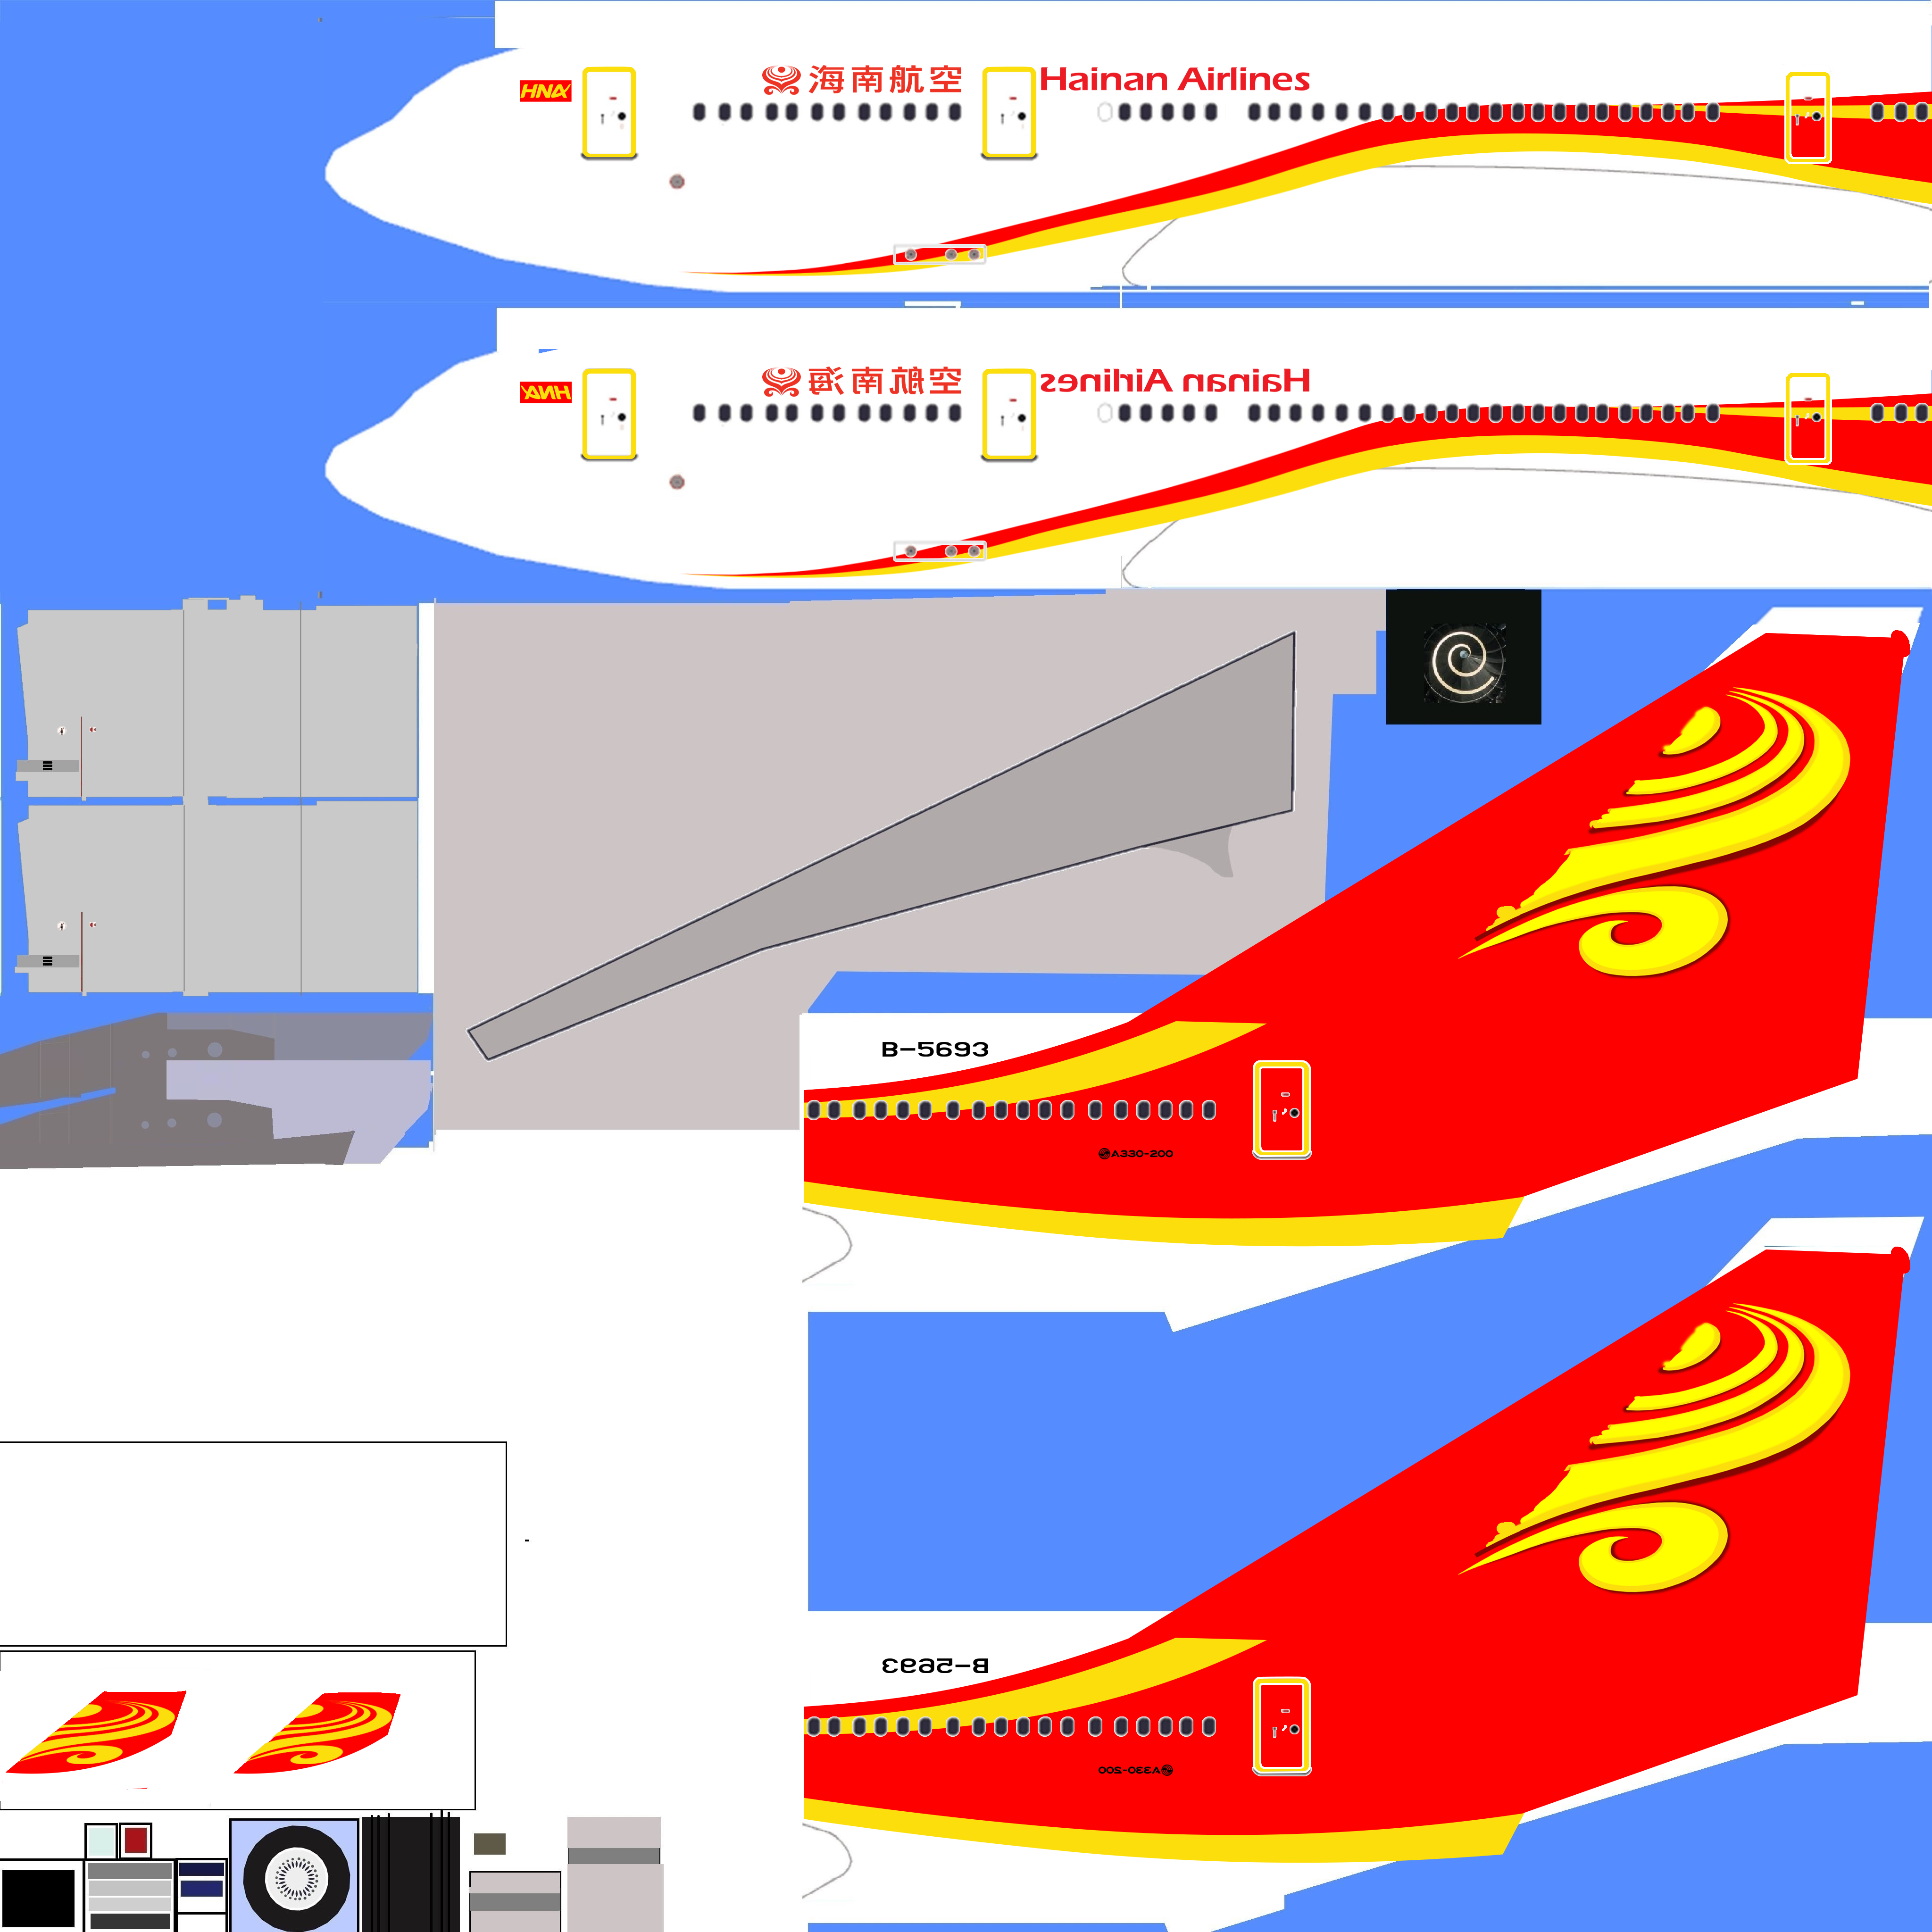 HNA
海南航空
Hainan Airlines
HNA
海南航空
Hainan Airlines
B-5693
A330-200
B-5693
A330-200